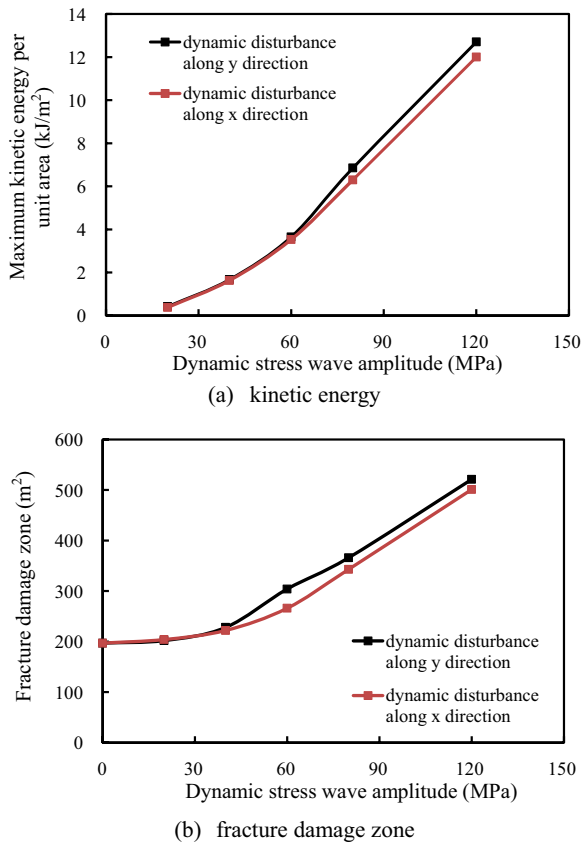 14
12
10
8
6
4
2
0
Maximum kinetic energy per
unit area (kJ/m²)
dynamic disturbance
along y direction
dynamic disturbance
along x direction
0 30 60 90 120 150
Dynamic stress wave amplitude (MPa)
(a) kinetic energy
600
500
400
300
200
100
0
Fracture damage zone (m²)
dynamic disturbance
along y direction
dynamic disturbance
along x direction
0 30 60 90 120 150
Dynamic stress wave amplitude (MPa)
(b) fracture damage zone